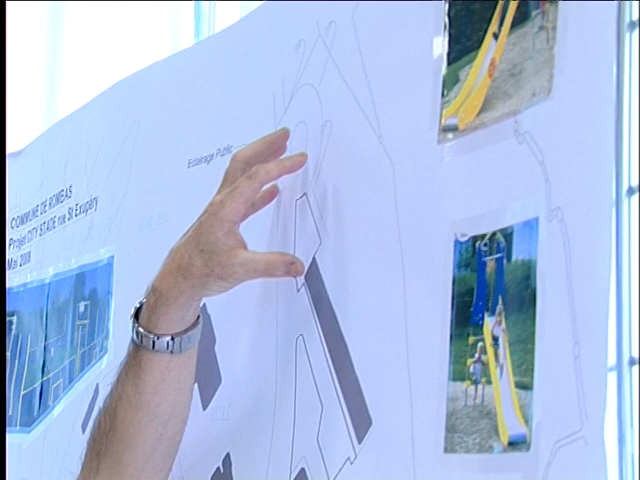 Eclairage Public
COMMUNE DE ROMBAS
Projet CITY STADE rue St Exupéry
Mai 2008